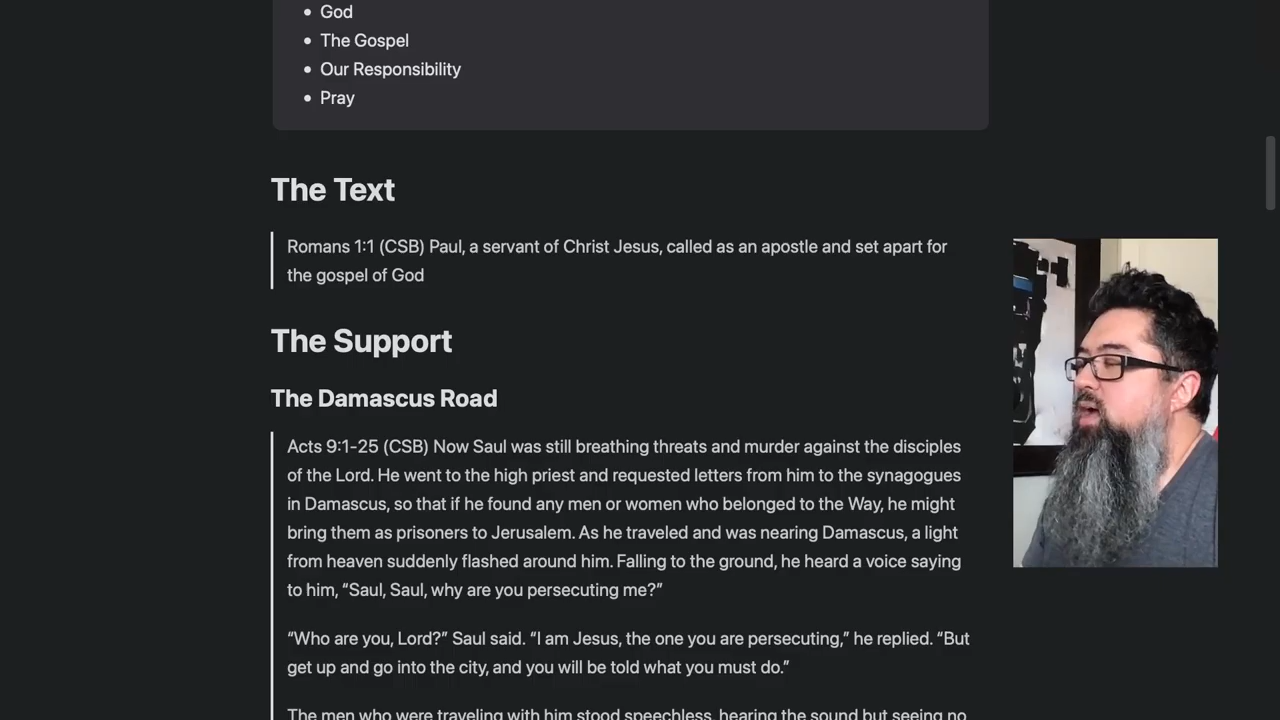 God
The Gospel
Our Responsibility
Pray
The Text
Romans 1:1 (CSB) Paul, a servant of Christ Jesus, called as an apostle and set apart for
the gospel of God
The Support
The Damascus Road
Acts 9:1-25 (CSB) Now Saul was still breathing threats and murder against the disciples
of the Lord. He went to the high priest and requested letters from him to the synagogues
in Damascus, so that if he found any men or women who belonged to the Way, he might
bring them as prisoners to Jerusalem. As he traveled and was nearing Damascus, a light
from heaven suddenly flashed around him. Falling to the ground, he heard a voice saying
to him, “Saul, Saul, why are you persecuting me?”
“Who are you, Lord?” Saul said. “I am Jesus, the one you are persecuting,” he replied. “But
get up and go into the city, and you will be told what you must do.”
The men who were traveling with him stood speechless, hearing the sound but seeing no